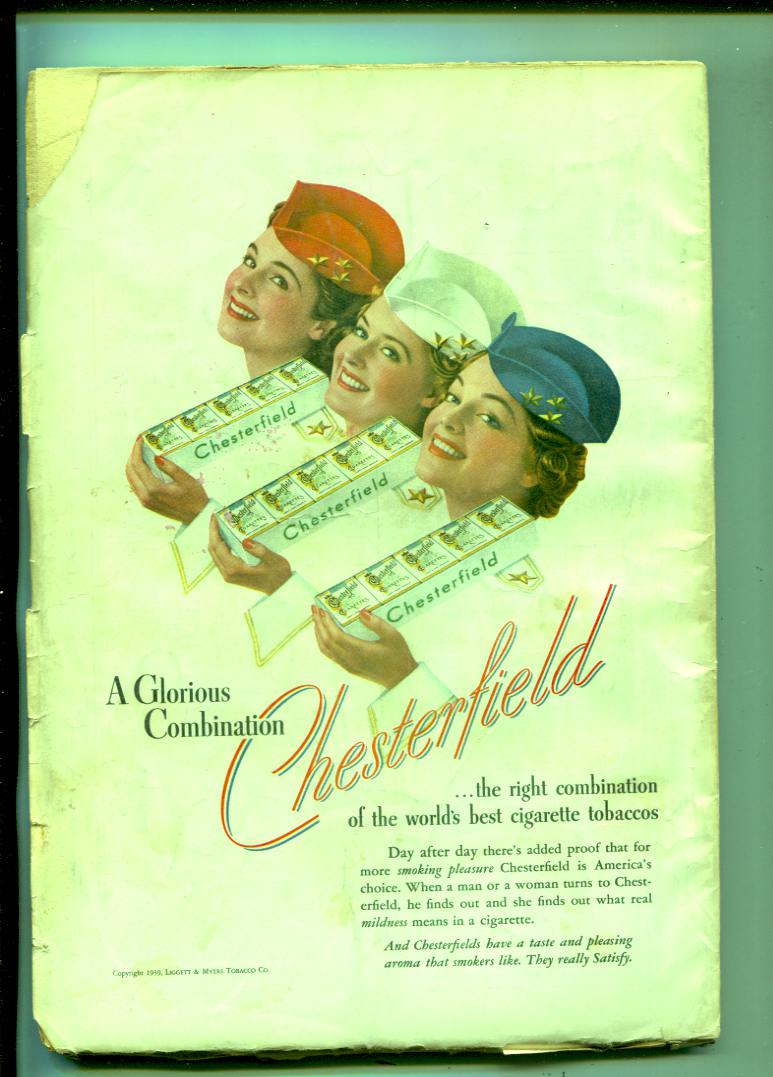 Chesterfield
Chesterfield
Chesterfield
A Glorious
Combination
Chesterfield
...the right combination
of the world's best cigarette tobaccos
Day after day there's added proof that for
more smoking pleasure Chesterfield is America's
choice. When a man or a woman turns to Chest-
erfield, he finds out and she finds out what real
mildness means in a cigarette.
And Chesterfields have a taste and pleasing
aroma that smokers like. They really Satisfy.
Copyright 1939, LIGGETT & MYERS TOBACCO CO.